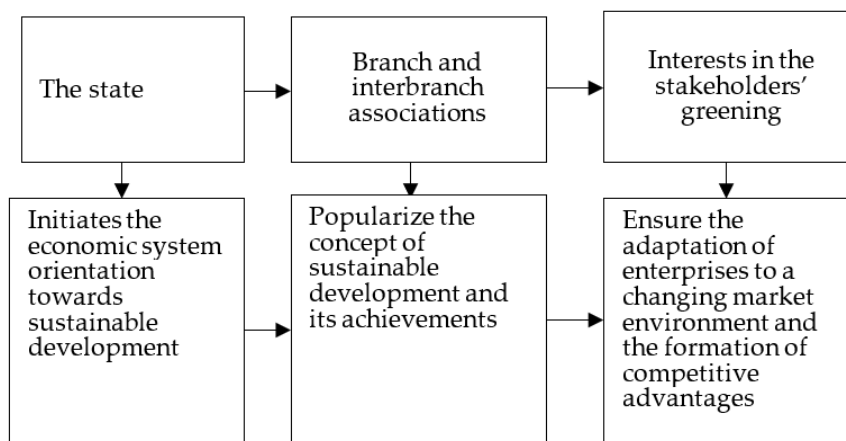 The state
Branch and
interbranch
associations
Interests in the
stakeholders’
greening
Initiates the
economic system
orientation
towards
sustainable
development
Popularize the
concept of
sustainable
development and
its achievements
Ensure the
adaptation of
enterprises to a
changing market
environment and
the formation of
competitive
advantages